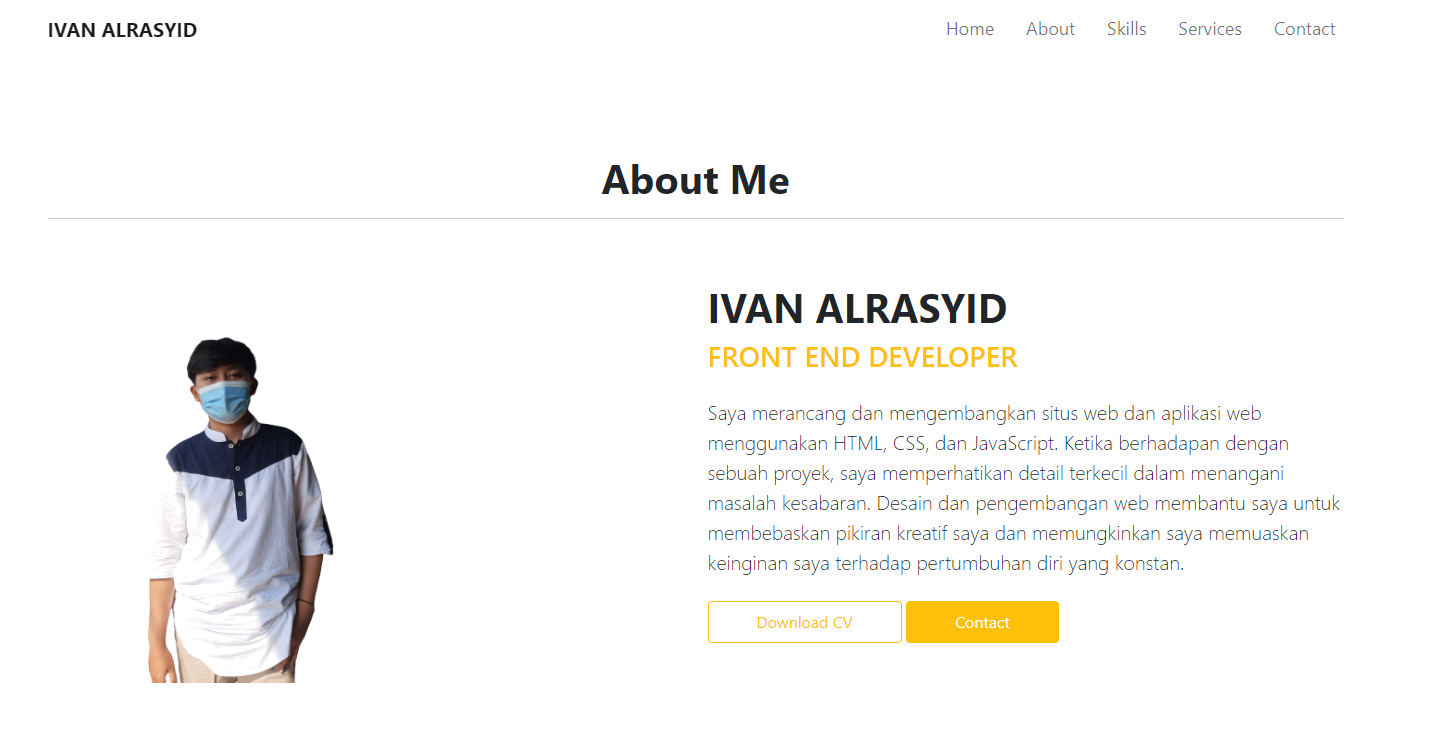 IVAN ALRASYID
Home About Skills Services Contact
About Me
IVAN ALRASYID
FRONT END DEVELOPER
Saya merancang dan mengembangkan situs web dan aplikasi web
menggunakan HTML, CSS, dan JavaScript. Ketika berhadapan dengan
sebuah proyek, saya memperhatikan detail terkecil dalam menangani
masalah kesabaran. Desain dan pengembangan web membantu saya untuk
membebaskan pikiran kreatif saya dan memungkinkan saya memuaskan
keinginan saya terhadap pertumbuhan diri yang konstan.
Download CV Contact